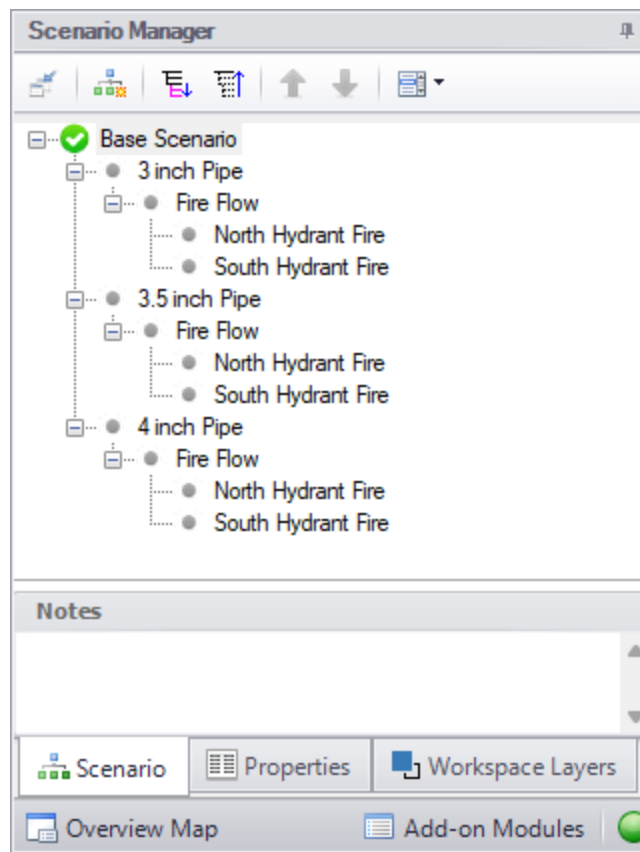 Scenario Manager
Base Scenario
3 inch Pipe
Fire Flow
North Hydrant Fire
South Hydrant Fire
3.5 inch Pipe
Fire Flow
North Hydrant Fire
South Hydrant Fire
4 inch Pipe
Fire Flow
North Hydrant Fire
South Hydrant Fire
Notes
Scenario Properties Workspace Layers
Overview Map Add-on Modules